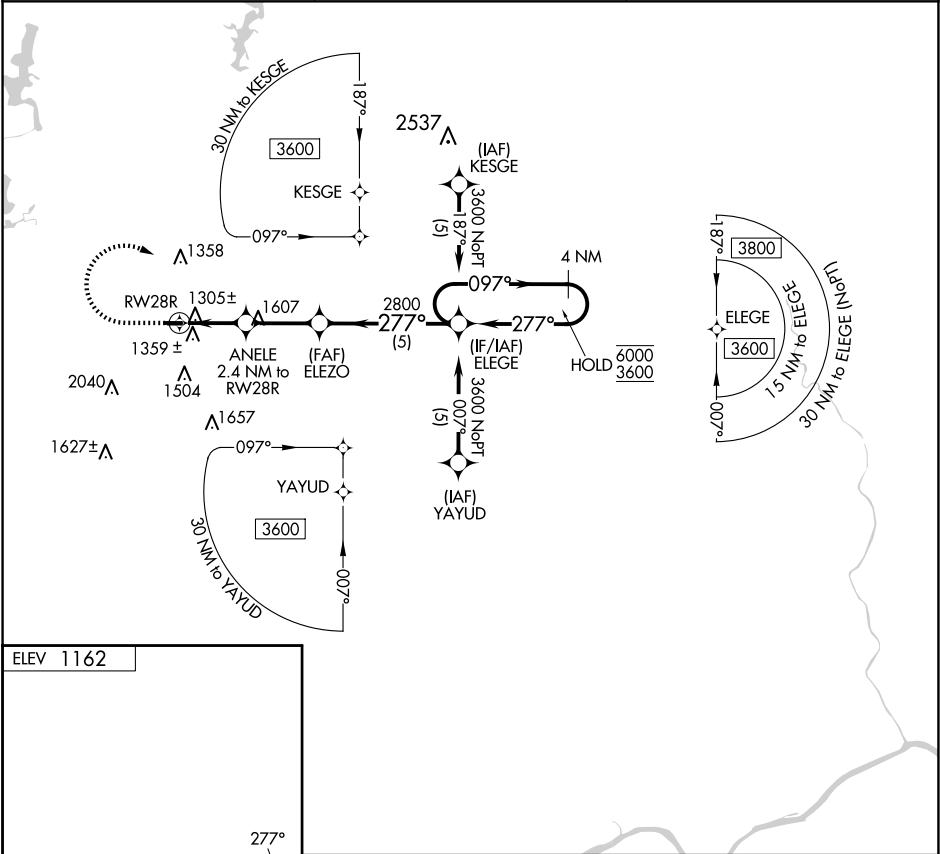 30 NM to KESGE
187°
3600
KESGE
097°
2537
(IAF)
KESGE
3600 NoPT
187°
(5)
4 NM
097°
1358
RW28R
1305±
1607
2800
277°
(5)
277°
1359 ±
ANELE
2.4 NM to
RW28R
(FAF)
ELEZO
(IF/IAF)
ELEGE
HOLD
6000
3600
187°
3800
ELEGE
3600
15 NM to ELEGE
30 NM to ELEGE (NoPT)
007°
2040
1504
1657
1627±
3600 NoPT
007°
(5)
(IAF)
YAYUD
097°
YAYUD
3600
30 NM to YAYUD
007°
ELEV 1162
277°